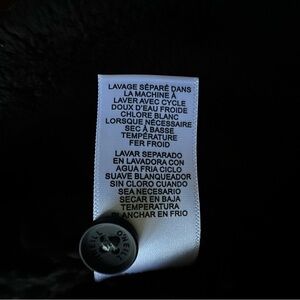 LAVAGE SÉPARÉ DANS
LA MACHINE À
LAVER AVEC CYCLE
DOUX D'EAU FROIDE
CHLORE BLANC
LORSQUE NÉCESSAIRE
SEC À BASSE
TEMPÉRATURE
FER FROID
LAVAR SEPARADO
EN LAVADORA CON
AGUA FRIA CICLO
SUAVE BLANQUEADOR
SIN CLORO CUANDO
SEA NECESARIO
SECAR EN BAJA
TEMPERATURA
PLANCHAR EN FRIO
O'NEILL